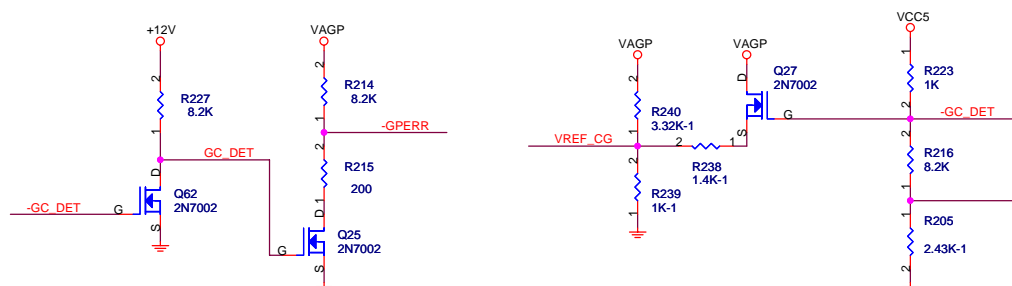 +12V
VAGP
2
R227
8.2K
1
2
R214
8.2K
1
-GPERR
GC_DET
2
R215
200
1
D
Q62
2N7002
G
S
-GC_DET
D
Q25
2N7002
G
S
VAGP
VAGP
VCC5
2
R240
3.32K-1
1
D
Q27
2N7002
G
S
1
R223
1K
2
-GC_DET
VREF_CG
2
R238
1
1.4K-1
2
R239
1K-1
1
2
R216
8.2K
1
1
R205
2.43K-1
2